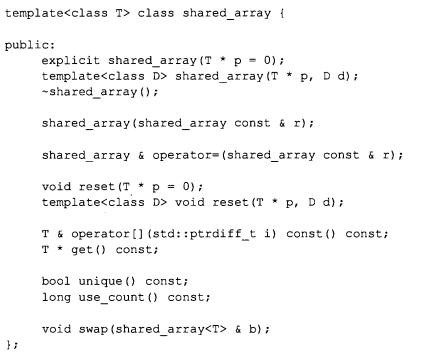 template<class T> class shared_array {
public:
explicit shared_array(T * p = 0);
template<class D> shared_array(T * p, D d);
~shared_array();
shared_array(shared_array const & r);
shared_array & operator=(shared_array const & r);
void reset(T * p = 0);
template<class D> void reset(T * p, D d);
T & operator[](std::ptrdiff_t i) const() const;
T * get() const;
bool unique() const;
long use_count() const;
void swap(shared_array<T> & b);
};